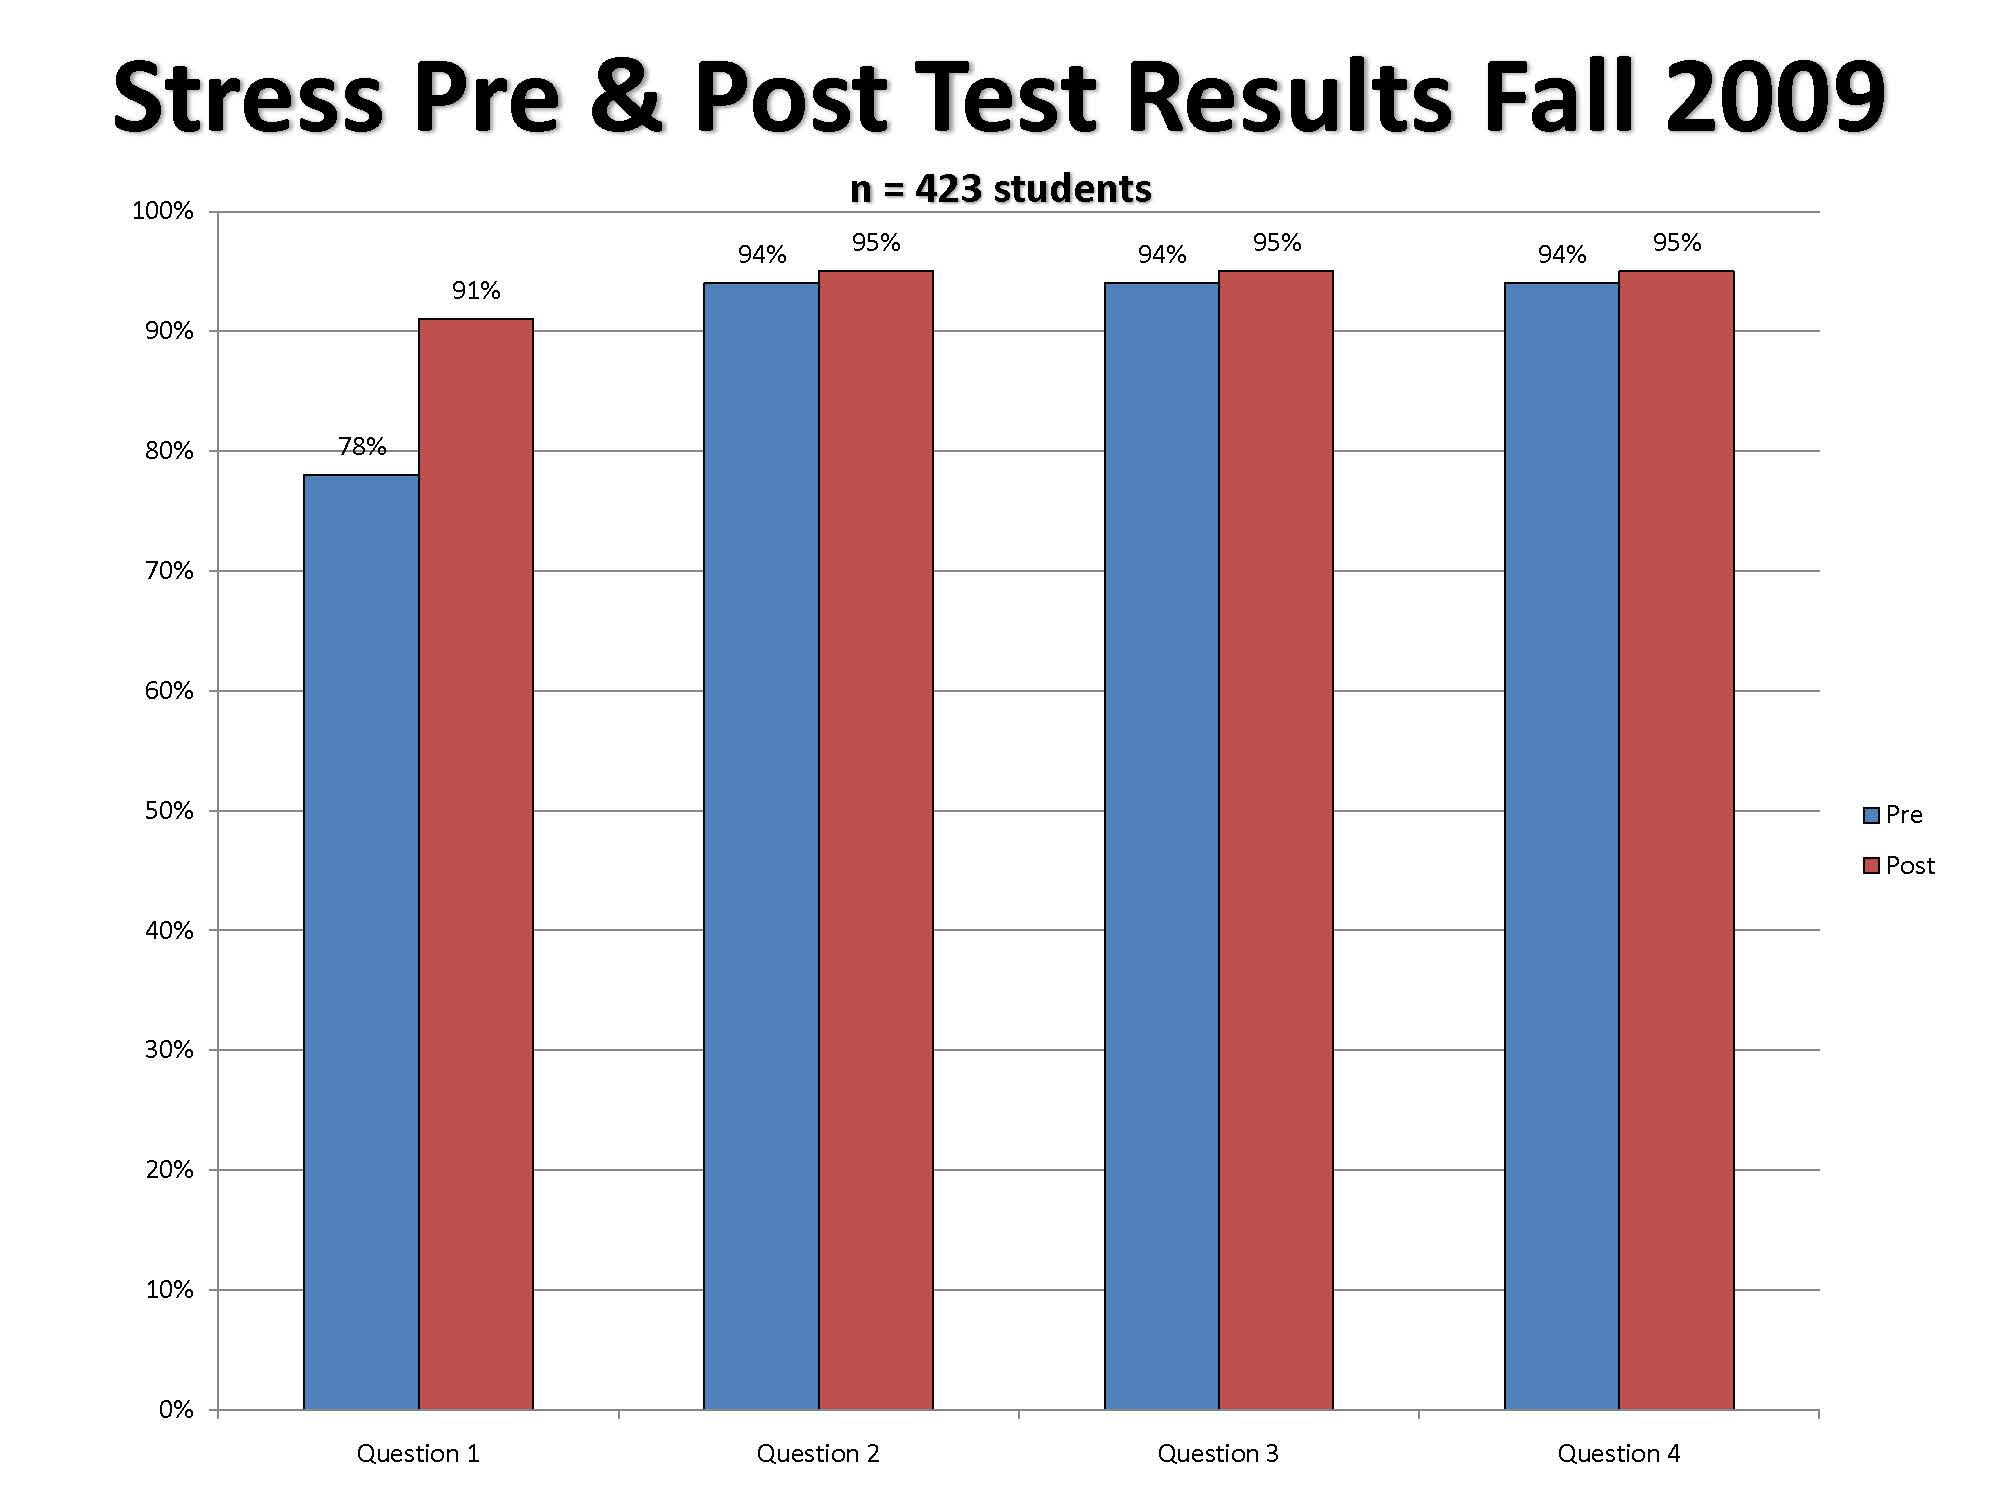 Stress Pre & Post Test Results Fall 2009
n = 423 students
100%
90%
80%
70%
60%
50%
40%
30%
20%
10%
0%
78%
91%
94%
95%
94%
95%
94%
95%
Question 1
Question 2
Question 3
Question 4
Pre
Post